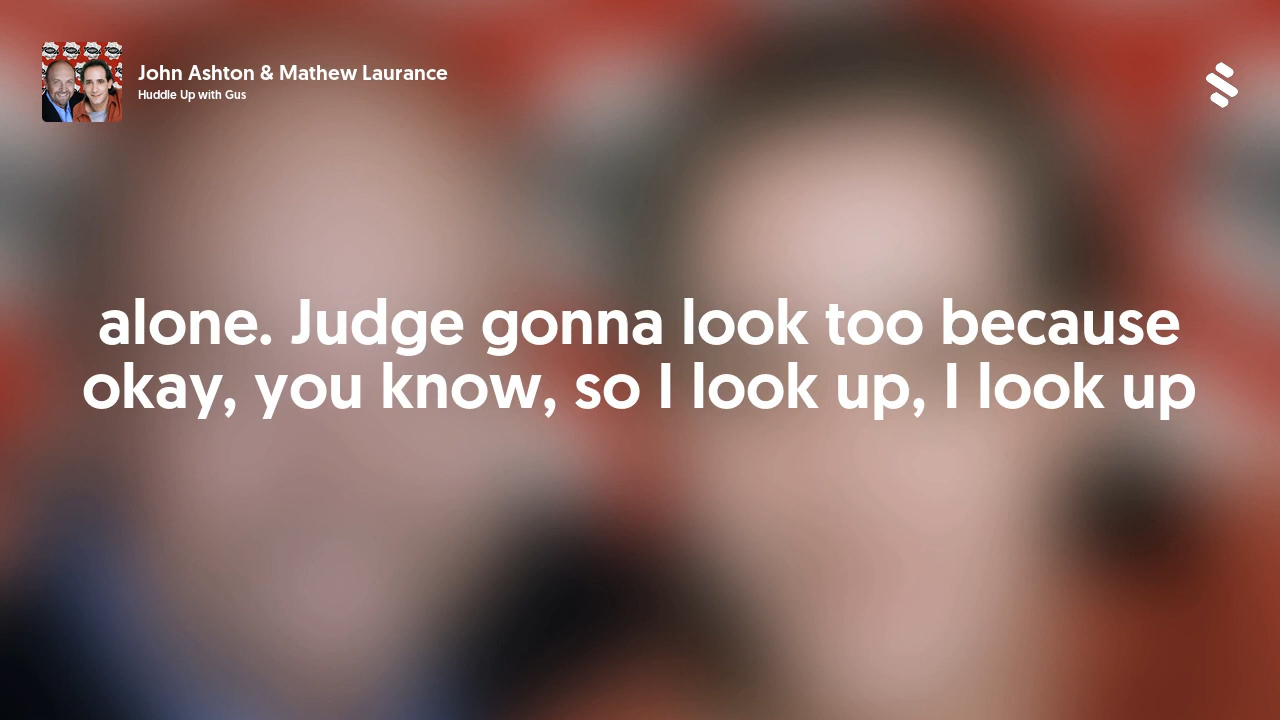 John Ashton & Mathew Laurance
Huddle Up with Gus
alone. Judge gonna look too because
okay, you know, so I look up, I look up